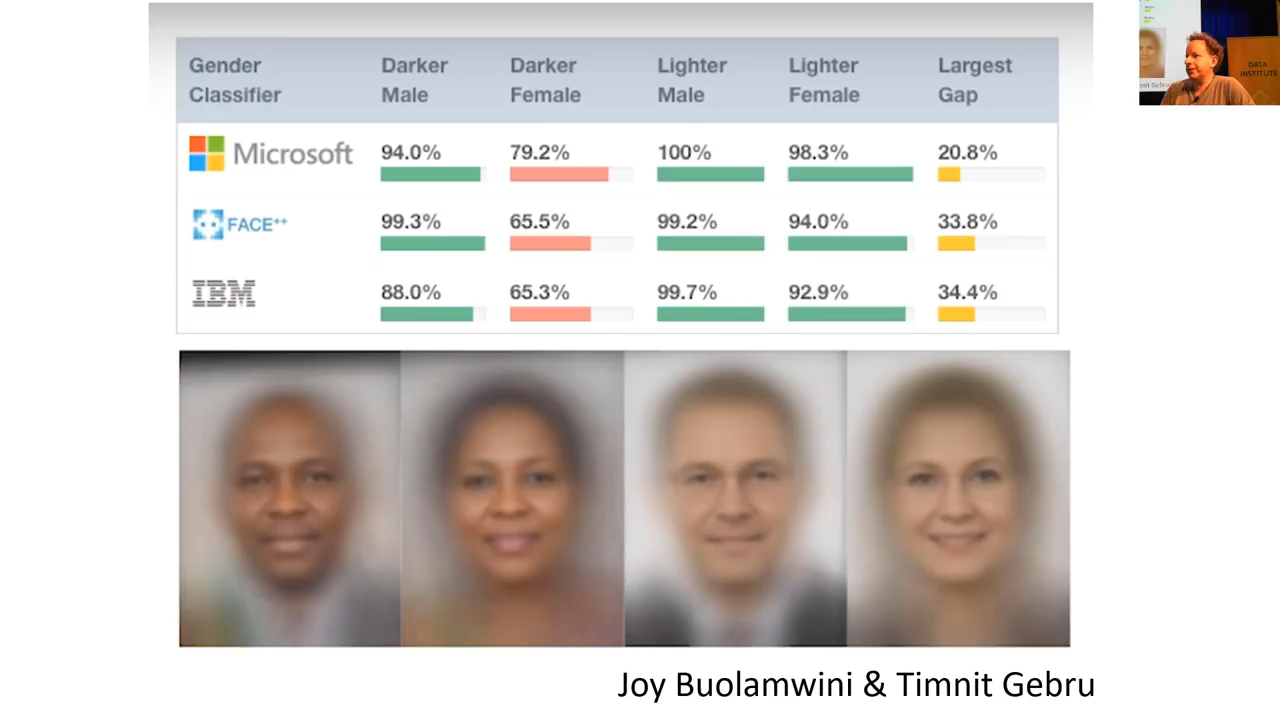 Gender Classifier
Darker Male
Darker Female
Lighter Male
Lighter Female
Largest Gap
Microsoft
94.0%
79.2%
100%
98.3%
20.8%
FACE++
99.3%
65.5%
99.2%
94.0%
33.8%
IBM
88.0%
65.3%
99.7%
92.9%
34.4%
DATA
INSTITUTE
Joy Buolamwini & Timnit Gebru